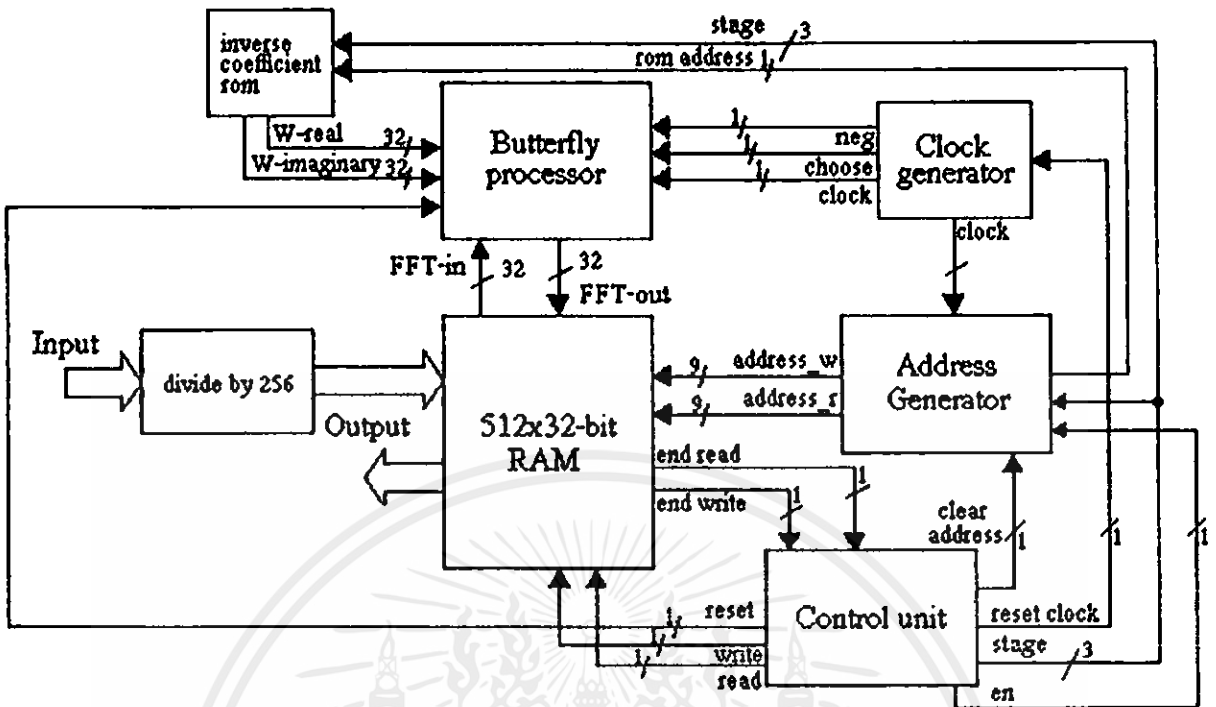 stage
3
rom address 1
inverse
coefficient
rom
W-real
32
W-imaginary 32
Butterfly
processor
1
neg
1
choose
1
clock
Clock
generator
clock
FFT-in
32
32
FFT-out
Input
divide by 256
Output
512x32-bit
RAM
9
address_w
9
address_r
Address
Generator
end read
1
end write
1
clear
address
1
1
1
Control unit
reset
1
write
1
read
1
reset clock
stage
3
en